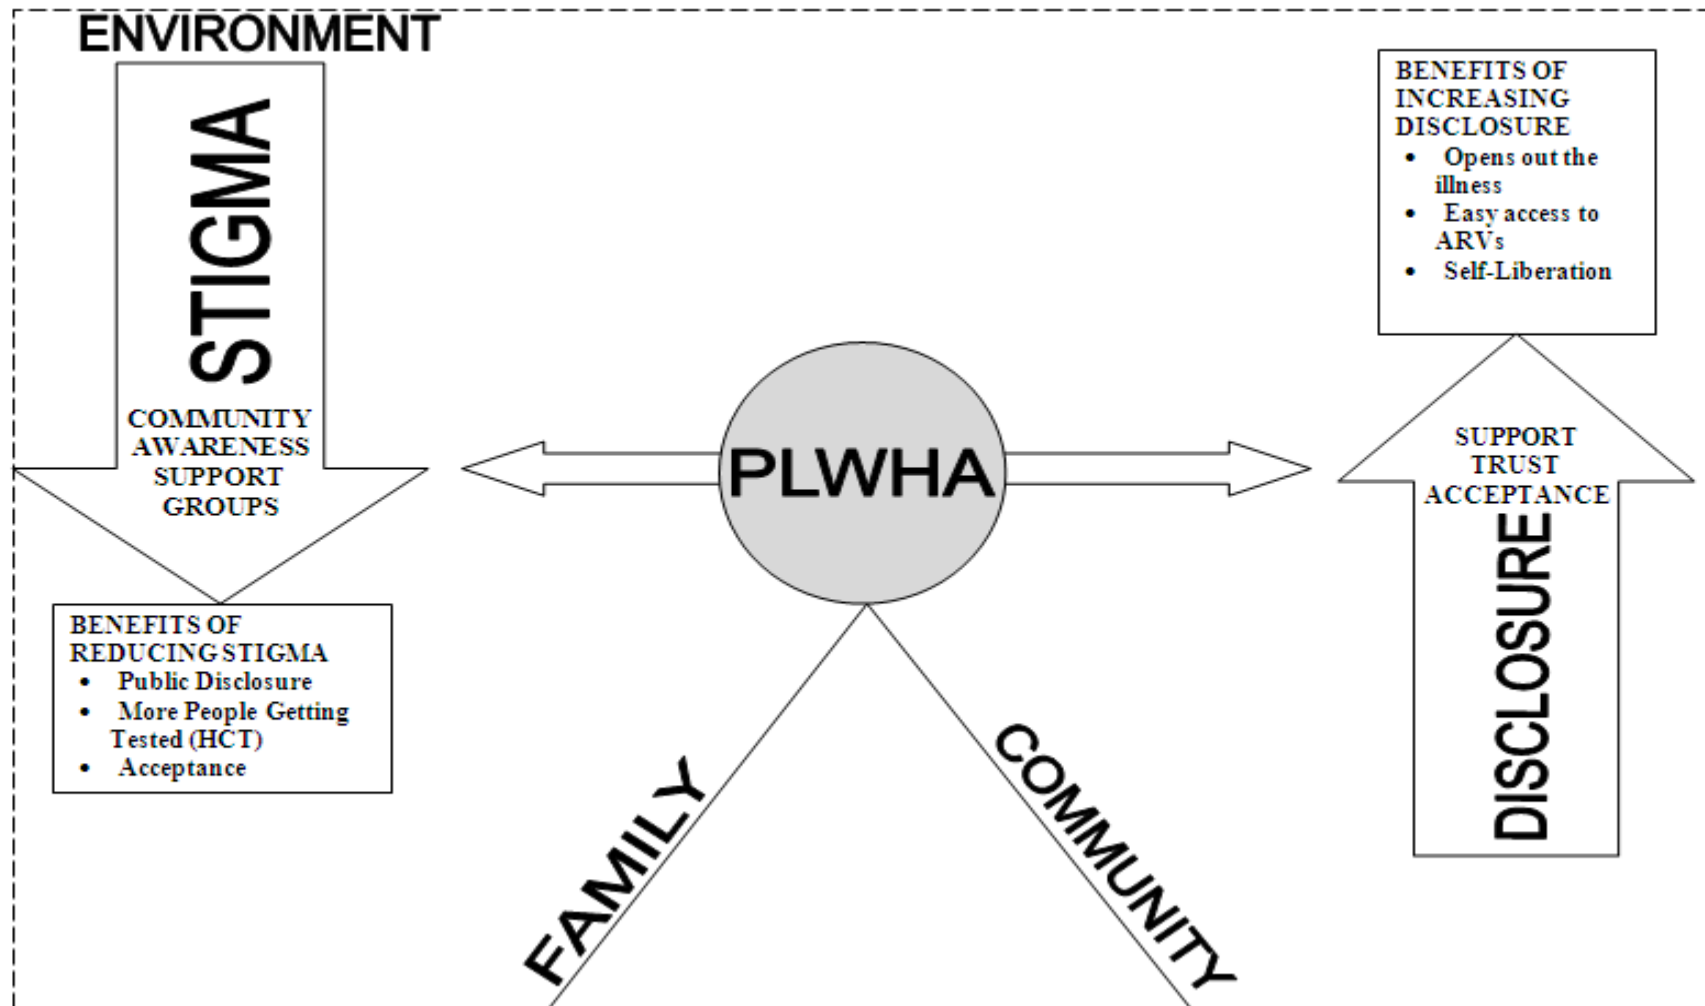 ENVIRONMENT
STIGMA
COMMUNITY
AWARENESS
SUPPORT
GROUPS
BENEFITS OF
REDUCING STIGMA
• Public Disclosure
• More People Getting
Tested (HCT)
• Acceptance
PLWHA
FAMILY
COMMUNITY
BENEFITS OF
INCREASING
DISCLOSURE
• Opens out the
illness
• Easy access to
ARVs
• Self-Liberation
SUPPORT
TRUST
ACCEPTANCE
DISCLOSURE